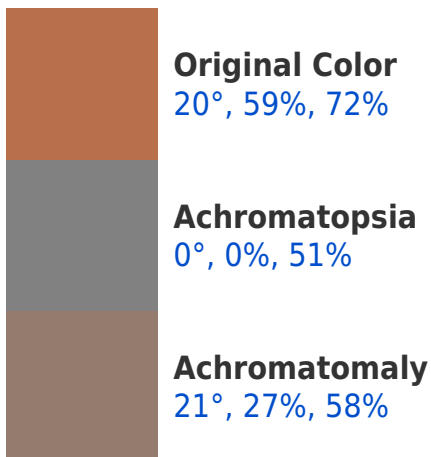 Original Color
20°, 59%, 72%
Achromatopsia
0°, 0%, 51%
Achromatomaly
21°, 27%, 58%